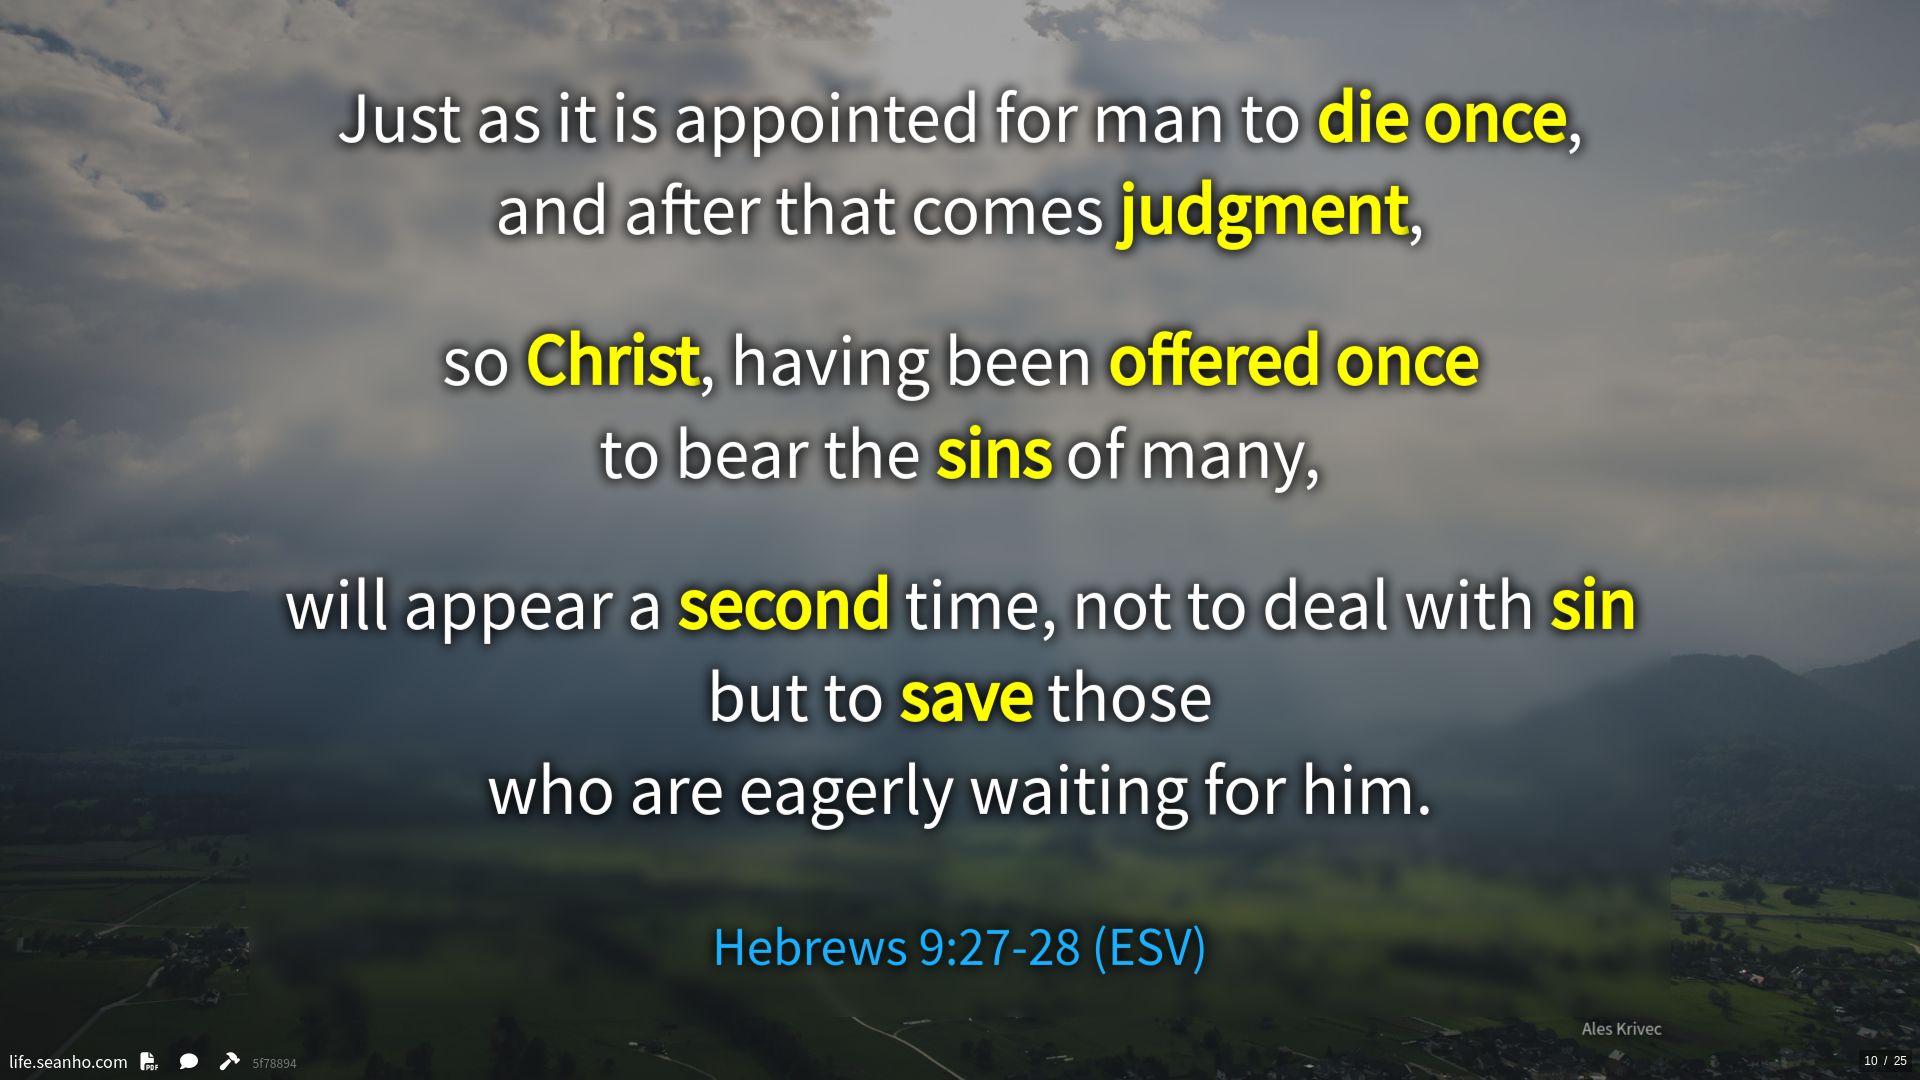 Just as it is appointed for man to die once,
and after that comes judgment,
so Christ, having been offered once
to bear the sins of many,
will appear a second time, not to deal with sin
but to save those
who are eagerly waiting for him.
Hebrews 9:27-28 (ESV)
Ales Krivec
life.seanho.com PDF 5f78894
10 / 25